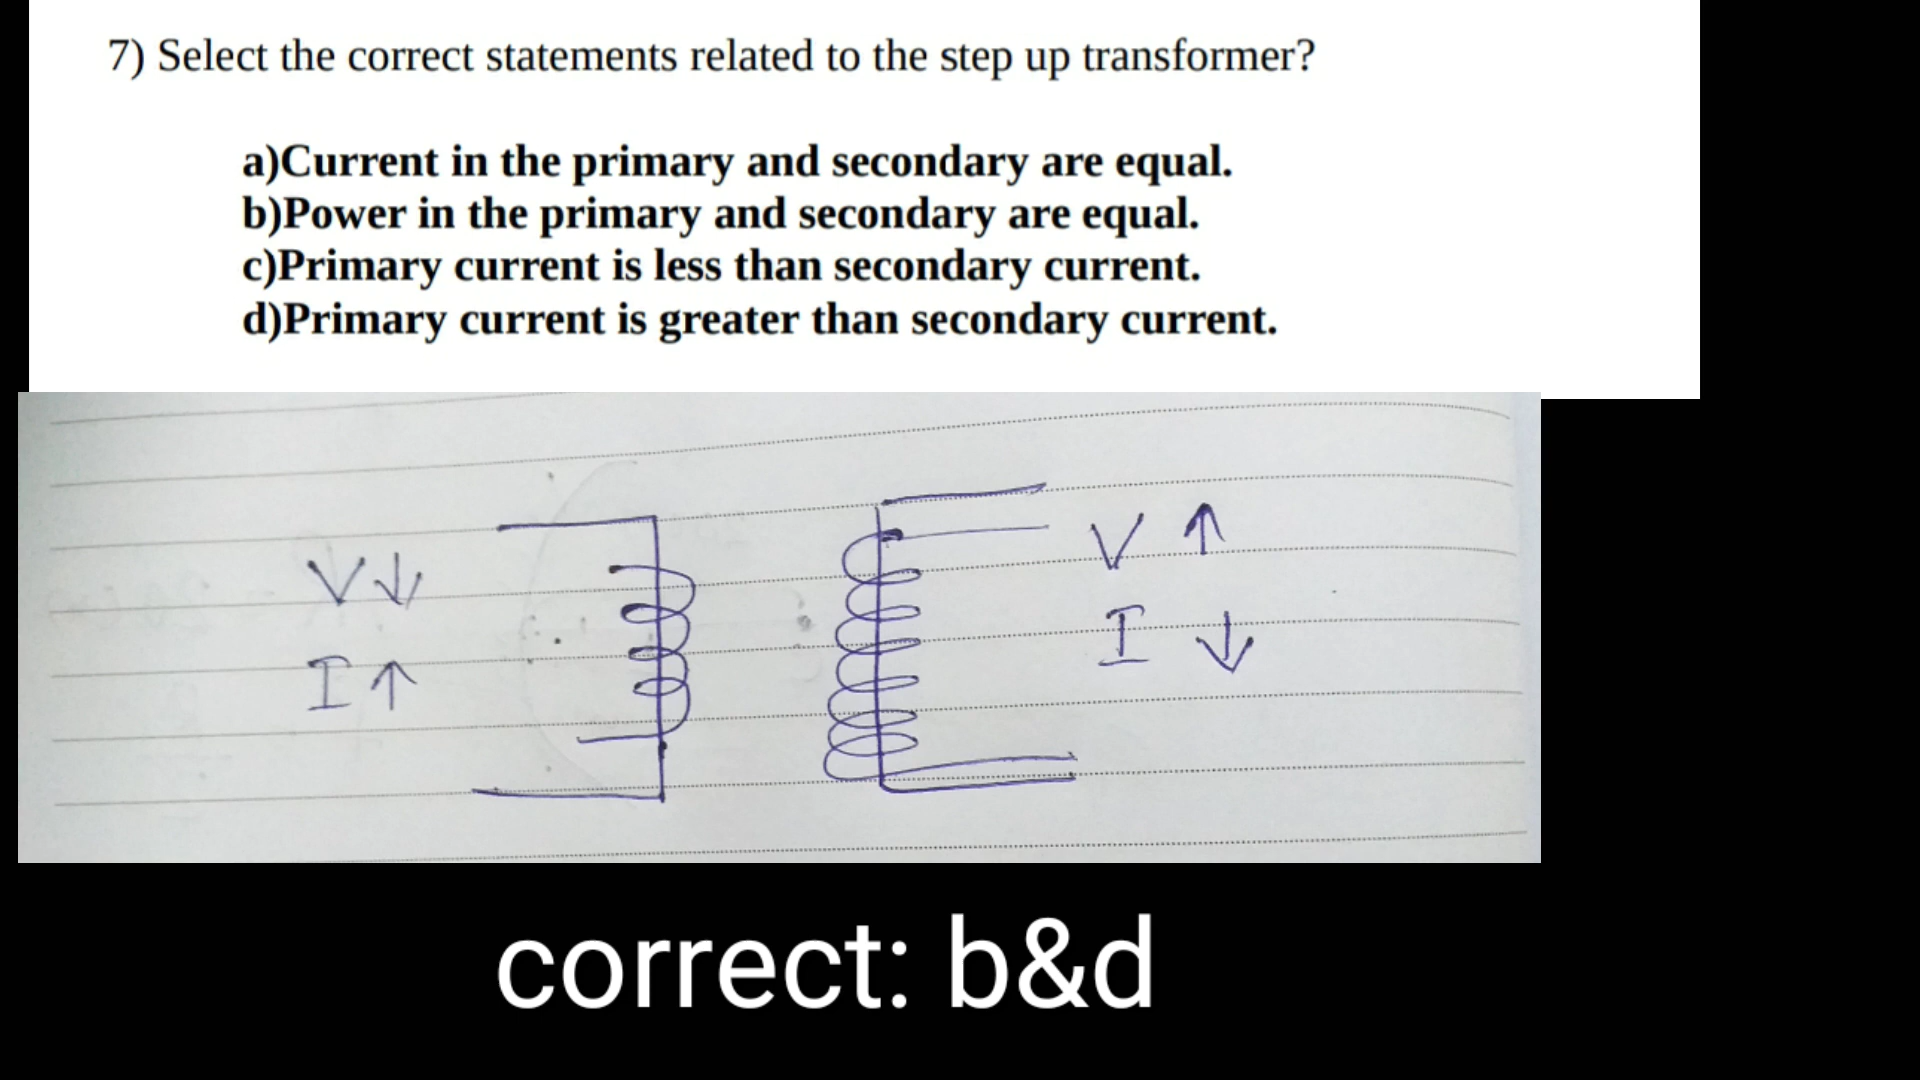 7) Select the correct statements related to the step up transformer?
a)Current in the primary and secondary are equal.
b)Power in the primary and secondary are equal.
c)Primary current is less than secondary current.
d)Primary current is greater than secondary current.
V↓
I↑
V ↑
I ↓
correct: b&d